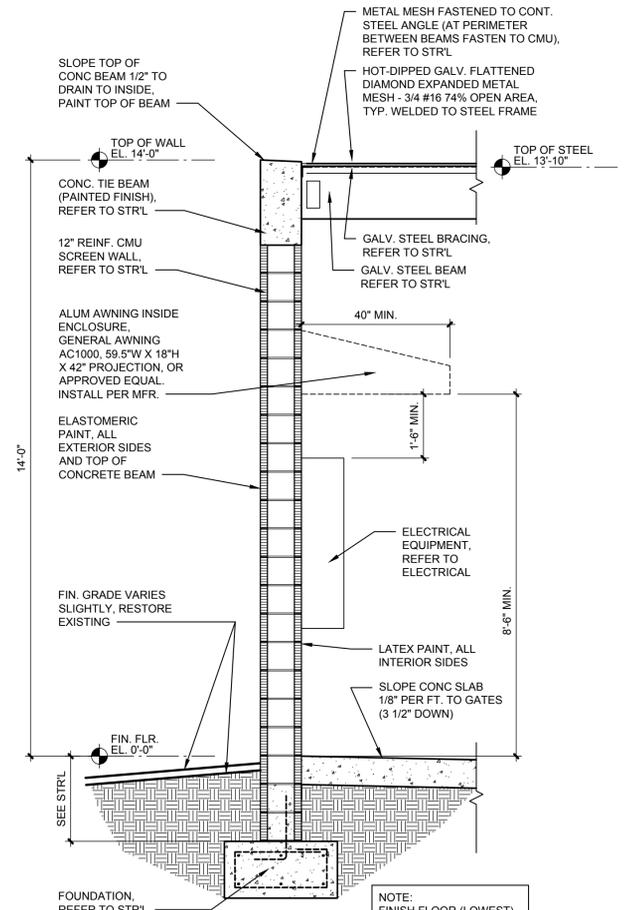 METAL MESH FASTENED TO CONT.
STEEL ANGLE (AT PERIMETER
BETWEEN BEAMS FASTEN TO CMU),
REFER TO STR'L
SLOPE TOP OF
CONC BEAM 1/2" TO
DRAIN TO INSIDE,
PAINT TOP OF BEAM
HOT-DIPPED GALV. FLATTENED
DIAMOND EXPANDED METAL
MESH - 3/4 #16 74% OPEN AREA,
TYP. WELDED TO STEEL FRAME
TOP OF WALL
EL. 14'-0"
TOP OF STEEL
EL. 13'-10"
CONC. TIE BEAM
(PAINTED FINISH),
REFER TO STR'L
12" REINF. CMU
SCREEN WALL,
REFER TO STR'L
GALV. STEEL BRACING,
REFER TO STR'L
GALV. STEEL BEAM
REFER TO STR'L
ALUM AWNING INSIDE
ENCLOSURE,
GENERAL AWNING
AC1000, 59.5"W X 18"H
X 42" PROJECTION, OR
APPROVED EQUAL.
INSTALL PER MFR.
40" MIN.
1'-6" MIN.
ELASTOMERIC
PAINT, ALL
EXTERIOR SIDES
AND TOP OF
CONCRETE BEAM
14'-0"
ELECTRICAL
EQUIPMENT,
REFER TO
ELECTRICAL
8'-6" MIN.
FIN. GRADE VARIES
SLIGHTLY, RESTORE
EXISTING
LATEX PAINT, ALL
INTERIOR SIDES
SLOPE CONC SLAB
1/8" PER FT. TO GATES
(3 1/2" DOWN)
FIN. FLR.
EL. 0'-0"
SEE STR'L
FOUNDATION,
REFER TO STR'L
NOTE:
FINISH FLOOR (LOWEST)